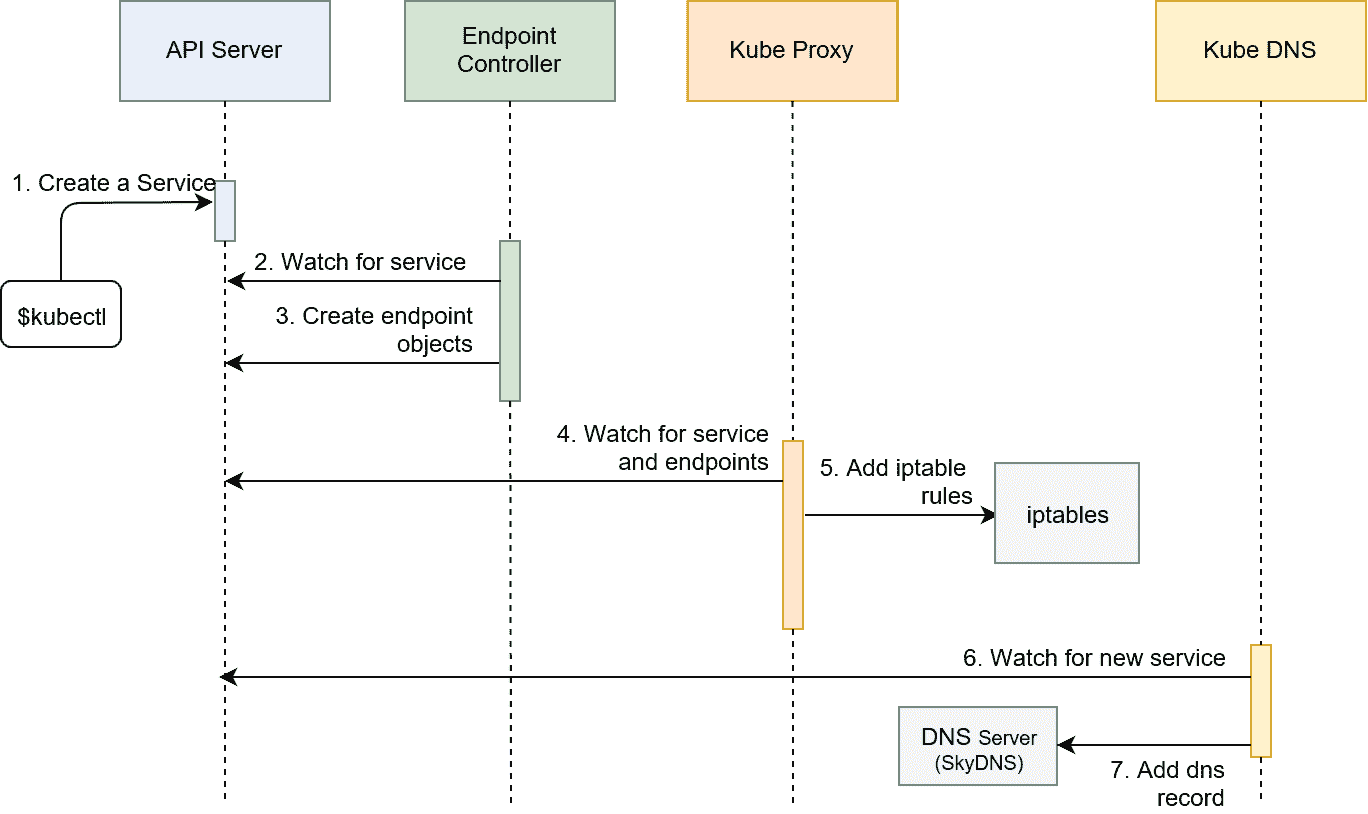 API Server
Endpoint
Controller
Kube Proxy
Kube DNS
1. Create a Service
$kubectl
2. Watch for service
3. Create endpoint
objects
4. Watch for service
and endpoints
5. Add iptable
rules
iptables
6. Watch for new service
DNS Server
(SkyDNS)
7. Add dns
record